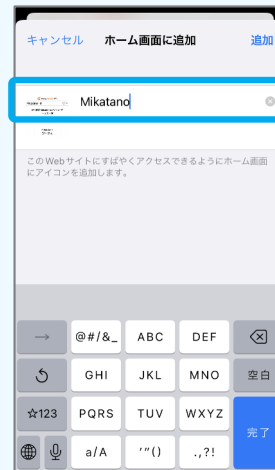 キャンセル ホーム画面に追加 追加
Mikatano
このWebサイトにすばやくアクセスできるようにホーム画面
にアイコンを追加します。
→ @#/&_ ABC DEF
GHI JKL MNO 空白
☆123 PQRS TUV WXYZ
完了
a/A ′″() .,?!